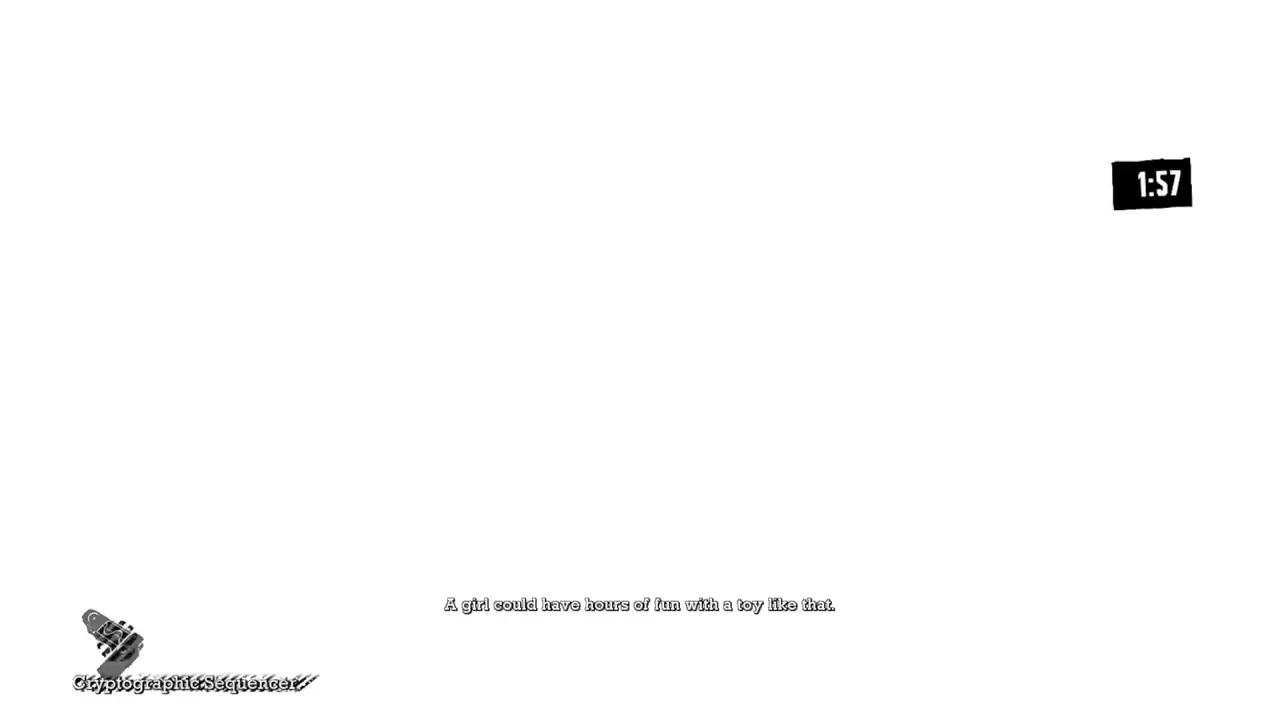 1:57
A girl could have hours of fun with a toy like that.
Cryptographic Sequencer